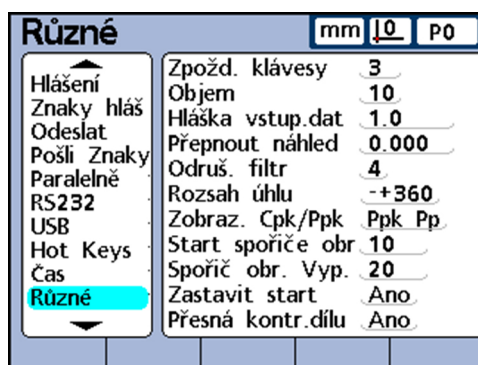 Různé
mm 0 P0
Hlášení
Znaky hláš
Odeslat
Pošli Znaky
Paralelně
RS232
USB
Hot Keys
Čas
Různé
Zpožd. klávesy 3
Objem 10
Hláška vstup.dat 1.0
Přepnout náhled 0.000
Odruš. filtr 4
Rozsah úhlu -+360
Zobraz. Cpk/Ppk Ppk Pp
Start spořiče obr 10
Spořič obr. Vyp. 20
Zastavit start Ano
Přesná kontr.dílu Ano